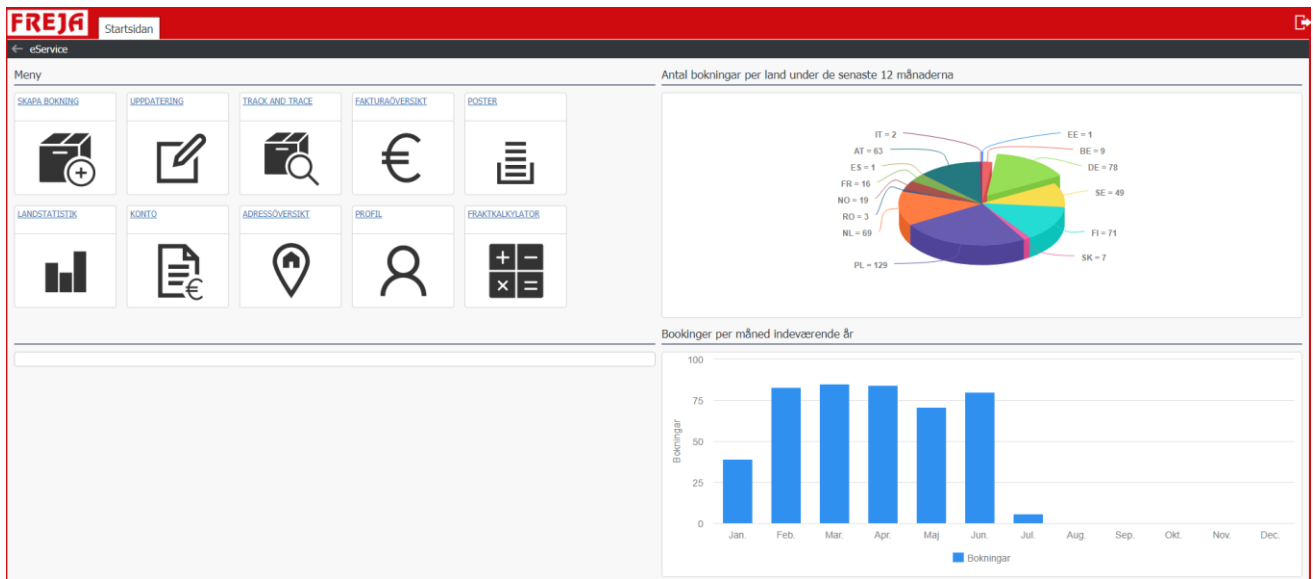 FREJA
Startsidan
← eService
Meny
SKAPA BOKNING
UPPDATERING
TRACK AND TRACE
FAKTURAÖVERSIKT
POSTER
€
LANDSTATISTIK
KONTO
ADRESSÖVERSIKT
PROFIL
FRAKTKALKYLATOR
€
+ −
× =
Antal bokningar per land under de senaste 12 månaderna
IT = 2
EE = 1
AT = 63
BE = 9
ES = 1
DE = 78
FR = 16
SE = 49
NO = 19
RO = 3
NL = 69
FI = 71
SK = 7
PL = 129
Bookinger per måned indeværende år
Bokningar
100
75
50
25
0
Jan. Feb. Mar. Apr. Maj Jun. Jul. Aug. Sep. Okt. Nov. Dec.
Bokningar